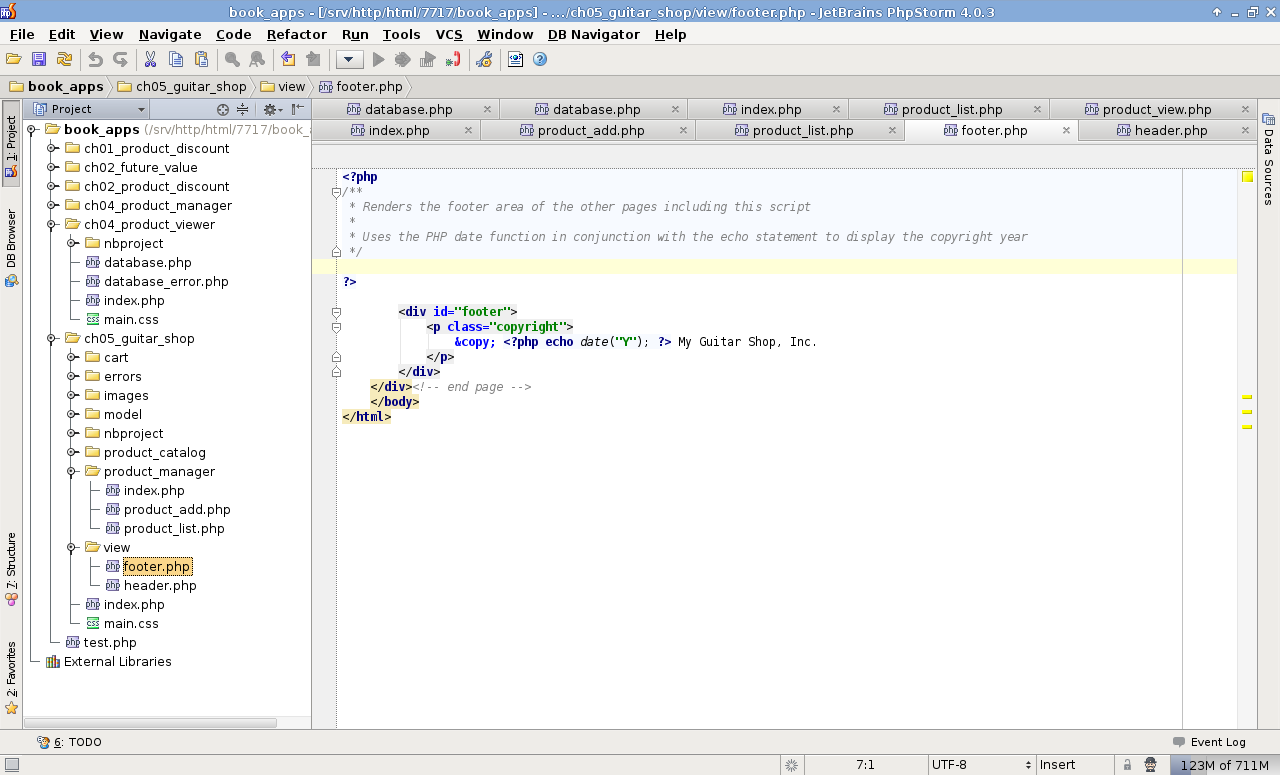 book_apps - [/srv/http/html/7717/book_apps] - .../ch05_guitar_shop/view/footer.php - JetBrains PhpStorm 4.0.3
File Edit View Navigate Code Refactor Run Tools VCS Window DB Navigator Help
book_apps ch05_guitar_shop view footer.php
Project
database.php database.php index.php product_list.php product_view.php
index.php product_add.php product_list.php footer.php header.php
1: Project
DB Browser
7: Structure
2: Favorites
book_apps (/srv/http/html/7717/book_
ch01_product_discount
ch02_future_value
ch02_product_discount
ch04_product_manager
ch04_product_viewer
nbproject
database.php
database_error.php
index.php
main.css
ch05_guitar_shop
cart
errors
images
model
nbproject
product_catalog
product_manager
index.php
product_add.php
product_list.php
view
footer.php
header.php
index.php
main.css
test.php
External Libraries
<?php
/**
 * Renders the footer area of the other pages including this script
 *
 * Uses the PHP date function in conjunction with the echo statement to display the copyright year
 */
?>
<div id="footer">
<p class="copyright">
&copy; <?php echo date("Y"); ?> My Guitar Shop, Inc.
</p>
</div>
</div><!-- end page -->
</body>
</html>
Data Sources
6: TODO
Event Log
7:1 UTF-8 Insert 123M of 711M